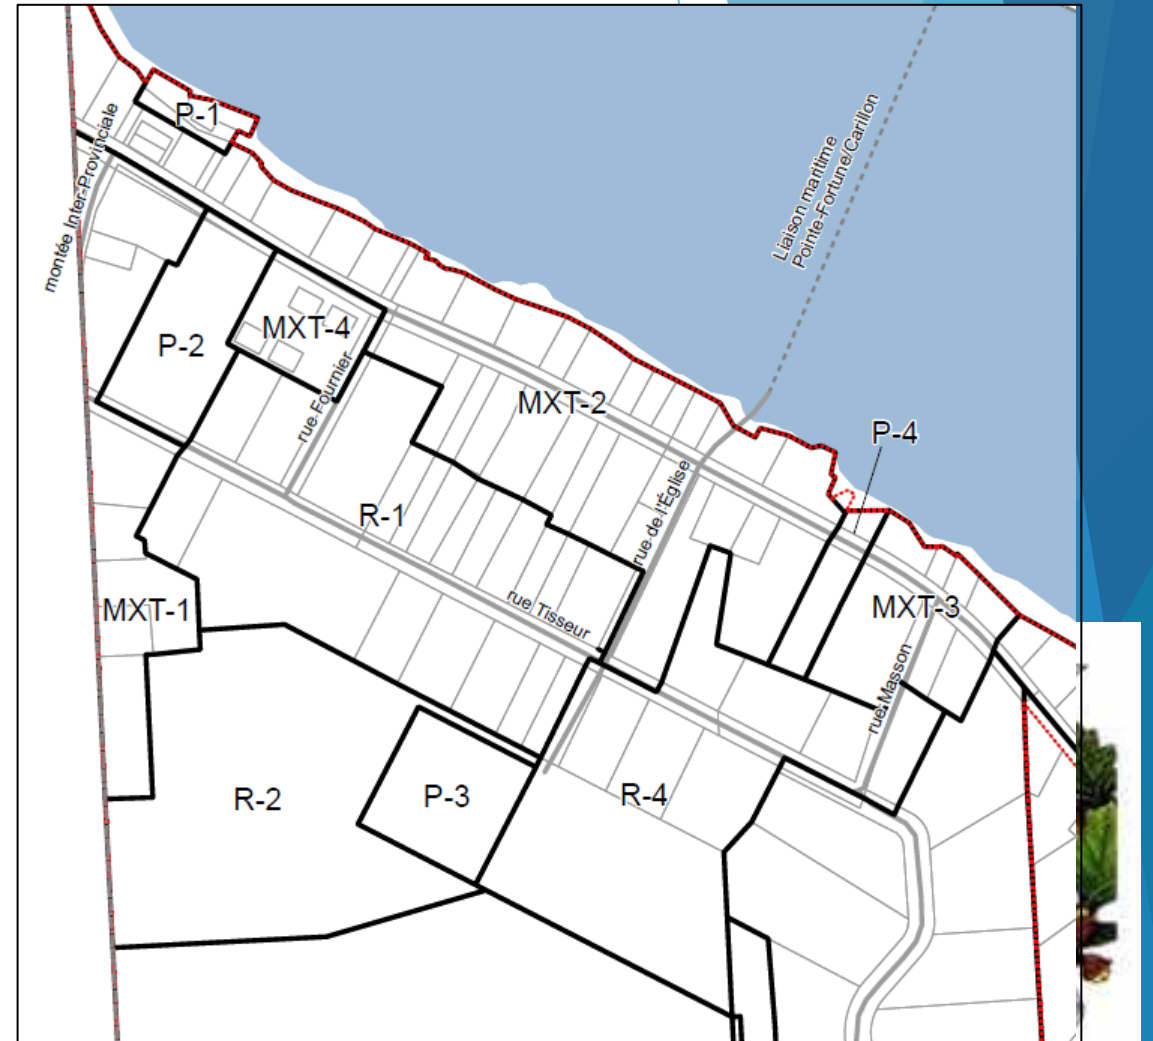 P-1
montée Inter-Provinciale
Liaison maritime
Pointe-Fortune/Carillon
MXT-4
P-2
rue Fournier
MXT-2
P-4
rue de l'Église
R-1
MXT-1
rue Tisseur
MXT-3
rue Masson
R-2
P-3
R-4